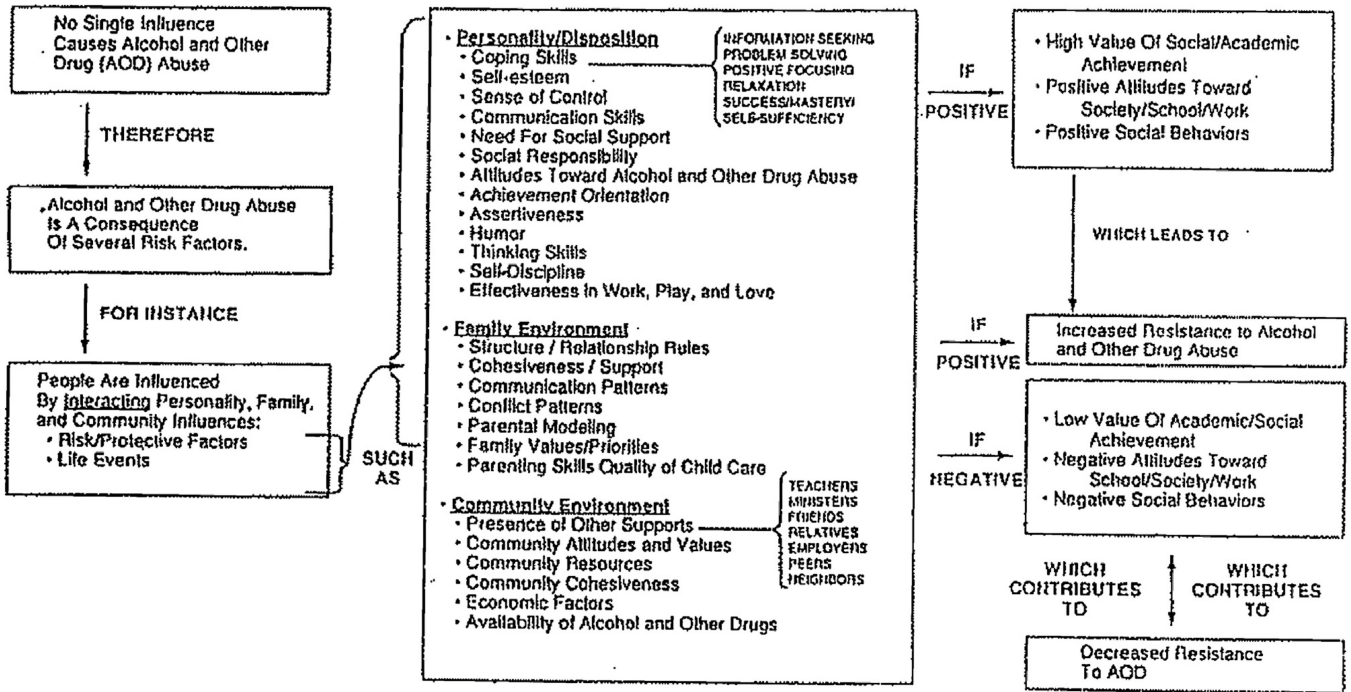 No Single Influence
Causes Alcohol and Other
Drug (AOD) Abuse
THEREFORE
Alcohol and Other Drug Abuse
Is A Consequence
Of Several Risk Factors.
FOR INSTANCE
People Are Influenced
By Interacting Personality, Family,
and Community Influences:
• Risk/Protective Factors
• Life Events
SUCH
AS
• Personality/Disposition
• Coping Skills
INFORMATION SEEKING
PROBLEM SOLVING
POSITIVE FOCUSING
RELAXATION
SUCCESS/MASTERY/
SELF-SUFFICIENCY
• Self-esteem
• Sense of Control
• Communication Skills
• Need For Social Support
• Social Responsibility
• Attitudes Toward Alcohol and Other Drug Abuse
• Achievement Orientation
• Assertiveness
• Humor
• Thinking Skills
• Self-Discipline
• Effectiveness in Work, Play, and Love
• Family Environment
• Structure / Relationship Rules
• Cohesiveness / Support
• Communication Patterns
• Conflict Patterns
• Parental Modeling
• Family Values/Priorities
• Parenting Skills Quality of Child Care
• Community Environment
• Presence of Other Supports
TEACHERS
MINISTERS
FRIENDS
RELATIVES
EMPLOYERS
PEERS
NEIGHBORS
• Community Attitudes and Values
• Community Resources
• Community Cohesiveness
• Economic Factors
• Availability of Alcohol and Other Drugs
IF
POSITIVE
• High Value Of Social/Academic
Achievement
• Positive Attitudes Toward
Society/School/Work
• Positive Social Behaviors
WHICH LEADS TO
IF
POSITIVE
Increased Resistance to Alcohol
and Other Drug Abuse
IF
NEGATIVE
• Low Value Of Academic/Social
Achievement
• Negative Attitudes Toward
School/Society/Work
• Negative Social Behaviors
WHICH
CONTRIBUTES
TO
WHICH
CONTRIBUTES
TO
Decreased Resistance
To AOD